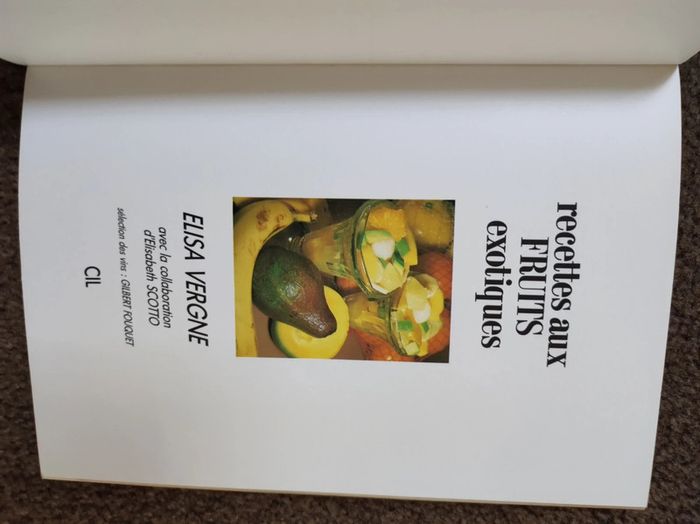 recettes aux
FRUITS
exotiques
ELISA VERGNE
avec la collaboration
d'Elisabeth SCOTTO
sélection des vins : GILBERT FOUQUET
CIL